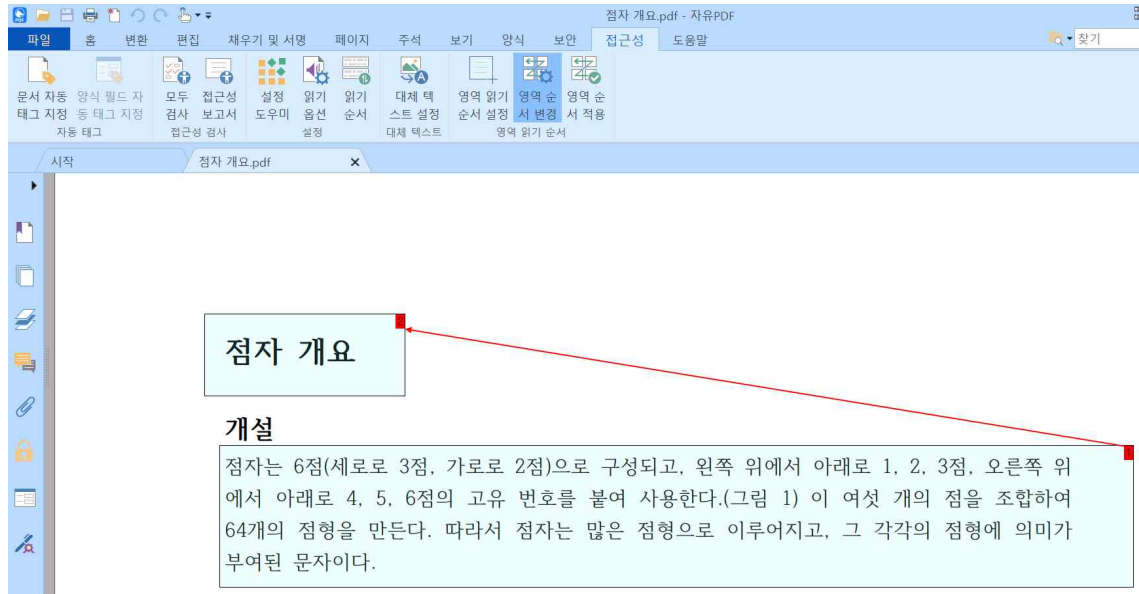 점자 개요.pdf - 자유PDF
파일 홈 변환 편집 채우기 및 서명 페이지 주석 보기 양식 보안 접근성 도움말 찾기
문서 자동 태그 지정
양식 필드 자동 태그 지정
모두 검사
접근성 보고서
설정 도우미
읽기 옵션
읽기 순서
대체 텍스트 설정
영역 읽기 순서 설정
영역 순서 변경
영역 순서 적용
자동 태그 접근성 검사 설정 대체 텍스트 영역 읽기 순서
시작 점자 개요.pdf
2
점자 개요
개설
1
점자는 6점(세로로 3점, 가로로 2점)으로 구성되고, 왼쪽 위에서 아래로 1, 2, 3점, 오른쪽 위
에서 아래로 4, 5, 6점의 고유 번호를 붙여 사용한다.(그림 1) 이 여섯 개의 점을 조합하여
64개의 점형을 만든다. 따라서 점자는 많은 점형으로 이루어지고, 그 각각의 점형에 의미가
부여된 문자이다.